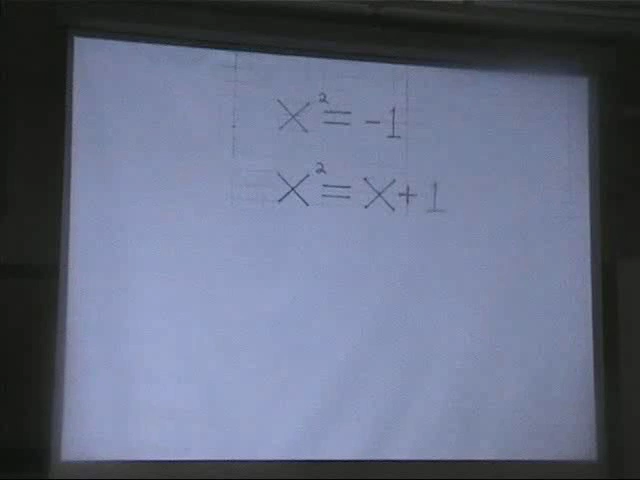 x² = -1
x² = x + 1